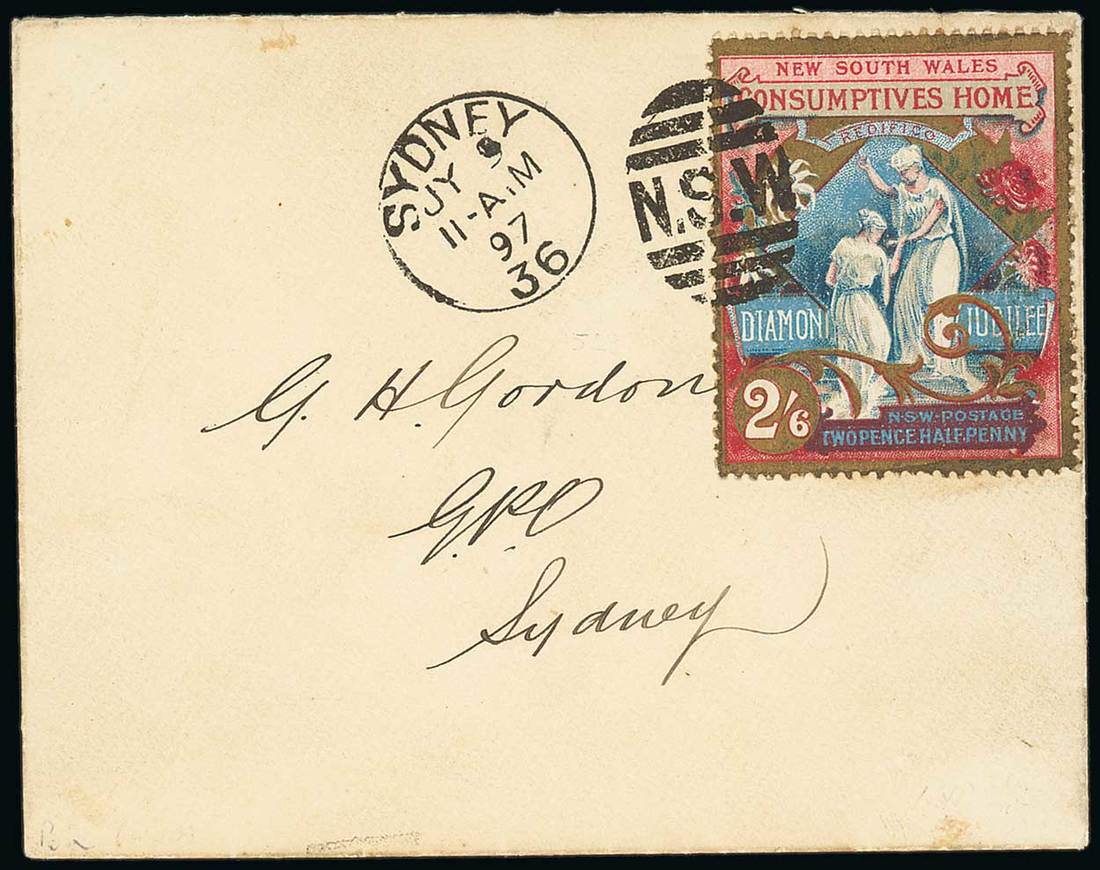 SYDNEY
JY 9
11-A.M
97
36
N.S.W
NEW SOUTH WALES
CONSUMPTIVES HOME
DIAMOND JUBILEE
2/6
N·S·W·POSTAGE
TWOPENCE HALFPENNY
G. H. Gordon
G.P.O
Sydney